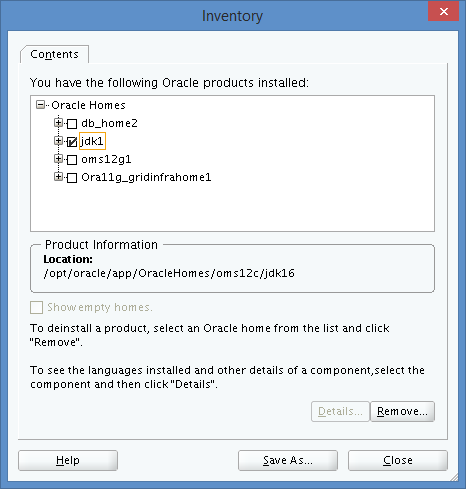 Inventory
Contents
You have the following Oracle products installed:
Oracle Homes
db_home2
jdk1
oms12g1
Ora11g_gridinfrahome1
Product Information
Location:
/opt/oracle/app/OracleHomes/oms12c/jdk16
Show empty homes.
To deinstall a product, select an Oracle home from the list and click
"Remove".
To see the languages installed and other details of a component,select the
component and then click "Details".
Details... Remove...
Help Save As... Close